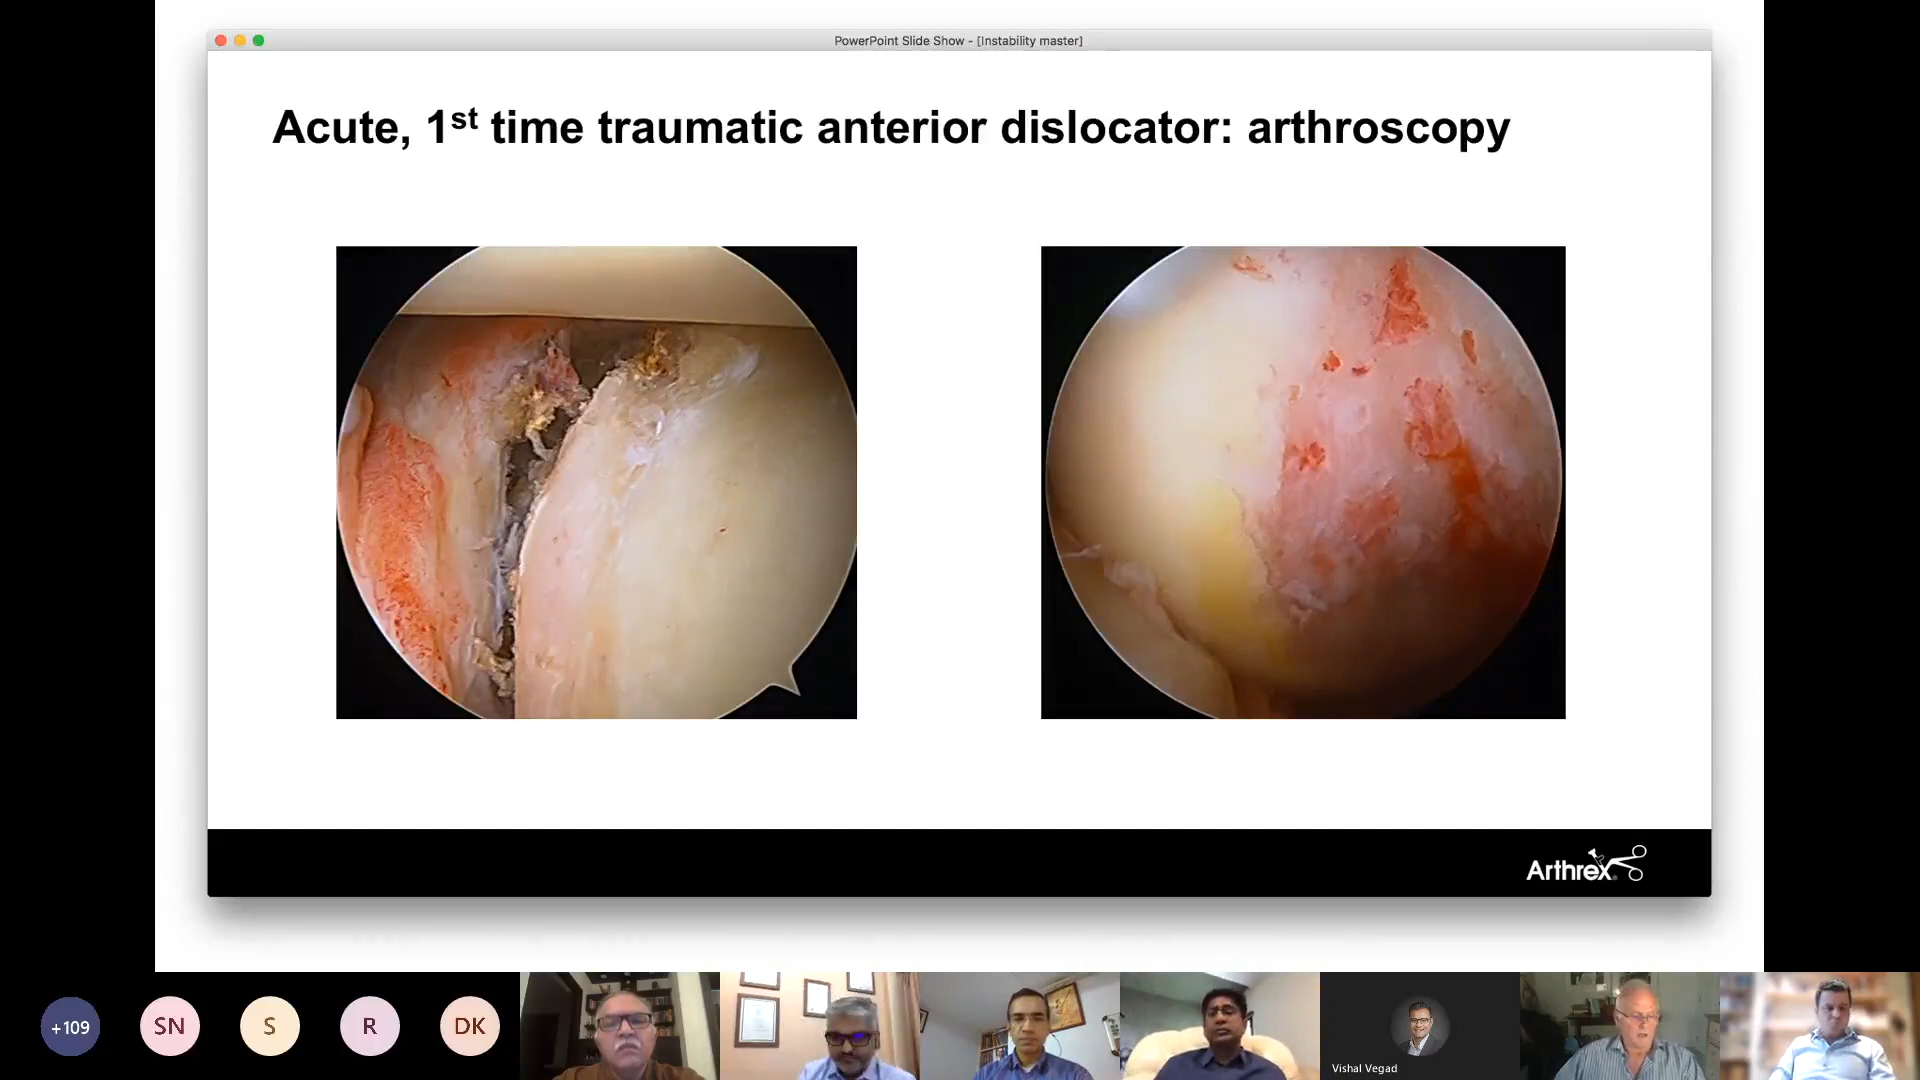 PowerPoint Slide Show - [Instability master]
Acute, 1st time traumatic anterior dislocator: arthroscopy
Arthrex
+109
SN
S
R
DK
Vishal Vegad